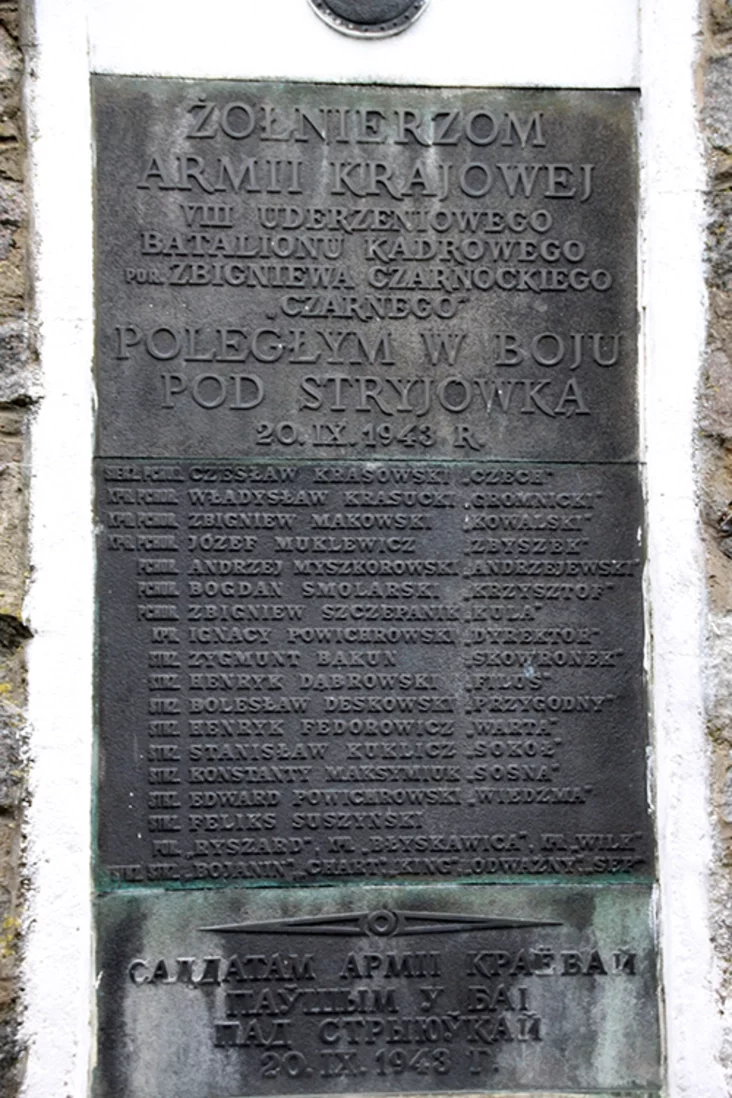 ŻOŁNIERZOM
ARMII KRAJOWEJ
VIII UDERZENIOWEGO
BATALIONU KADROWEGO
POR. ZBIGNIEWA CZARNOCKIEGO
„CZARNEGO”
POLEGŁYM W BOJU
POD STRYJÓWKĄ
20.IX.1943 R.
CZESŁAW KRASOWSKI „CZECH”
KPR. PCHOR. WŁADYSŁAW KRASUCKI „GROMNICKI”
KPR. PCHOR. ZBIGNIEW MAKOWSKI „KOWALSKI”
KPR. PCHOR. JÓZEF MUKLEWICZ „ZBYSZEK”
PCHOR. ANDRZEJ MYSZKOROWSKI „ANDRZEJEWSKI”
PCHOR. BOGDAN SMOLARSKI „KRZYSZTOF”
PCHOR. ZBIGNIEW SZCZEPANIK „KULA”
KPR. IGNACY POWICHROWSKI „DYREKTOR”
STRZ. ZYGMUNT BAKUN „SKOWRONEK”
STRZ. HENRYK DĄBROWSKI „FILUŚ”
STRZ. BOLESŁAW DESKOWSKI „PRZYGODNY”
STRZ. HENRYK FEDOROWICZ „WARTA”
STRZ. STANISŁAW KUKLICZ „SOKÓŁ”
STRZ. KONSTANTY MAKSYMIUK „SOSNA”
STRZ. EDWARD POWICHROWSKI „WIEDZMA”
STRZ. FELIKS SUSZYŃSKI
„RYSZARD”, KPR. „BŁYSKAWICA”, KPR. „WILK”
„BOJANIN”, „CHART”, „KING”, „ODWAŻNY”, „SĘP”
САЛДАТАМ АРМІІ КРАЁВАЙ
ПАЎШЫМ У БАІ
ПАД СТРЫЮЎКАЙ
20.IX.1943 Г.